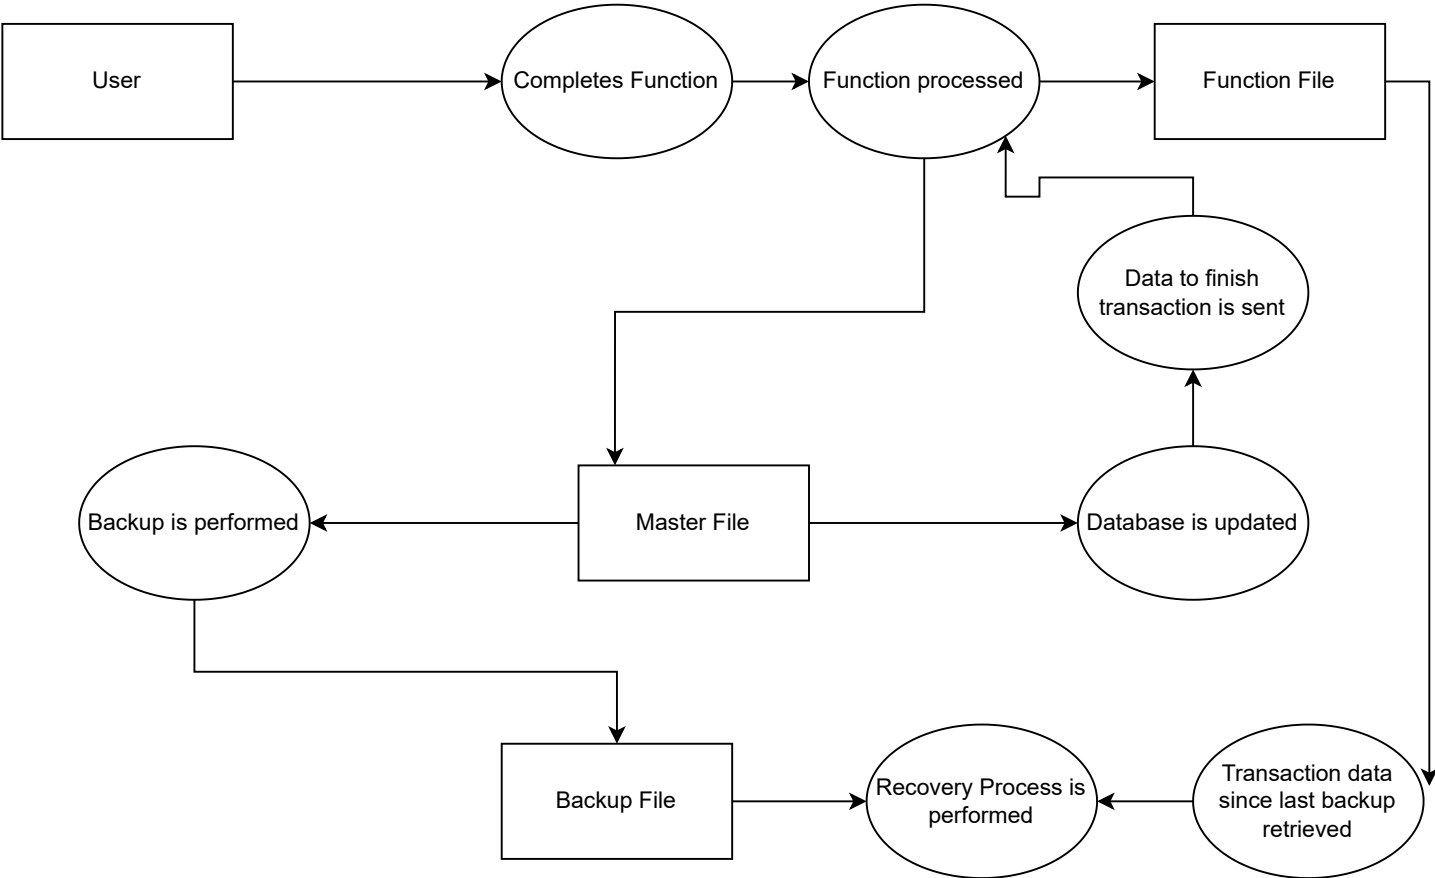 User
Completes Function
Function processed
Function File
Data to finish
transaction is sent
Backup is performed
Master File
Database is updated
Backup File
Recovery Process is
performed
Transaction data
since last backup
retrieved